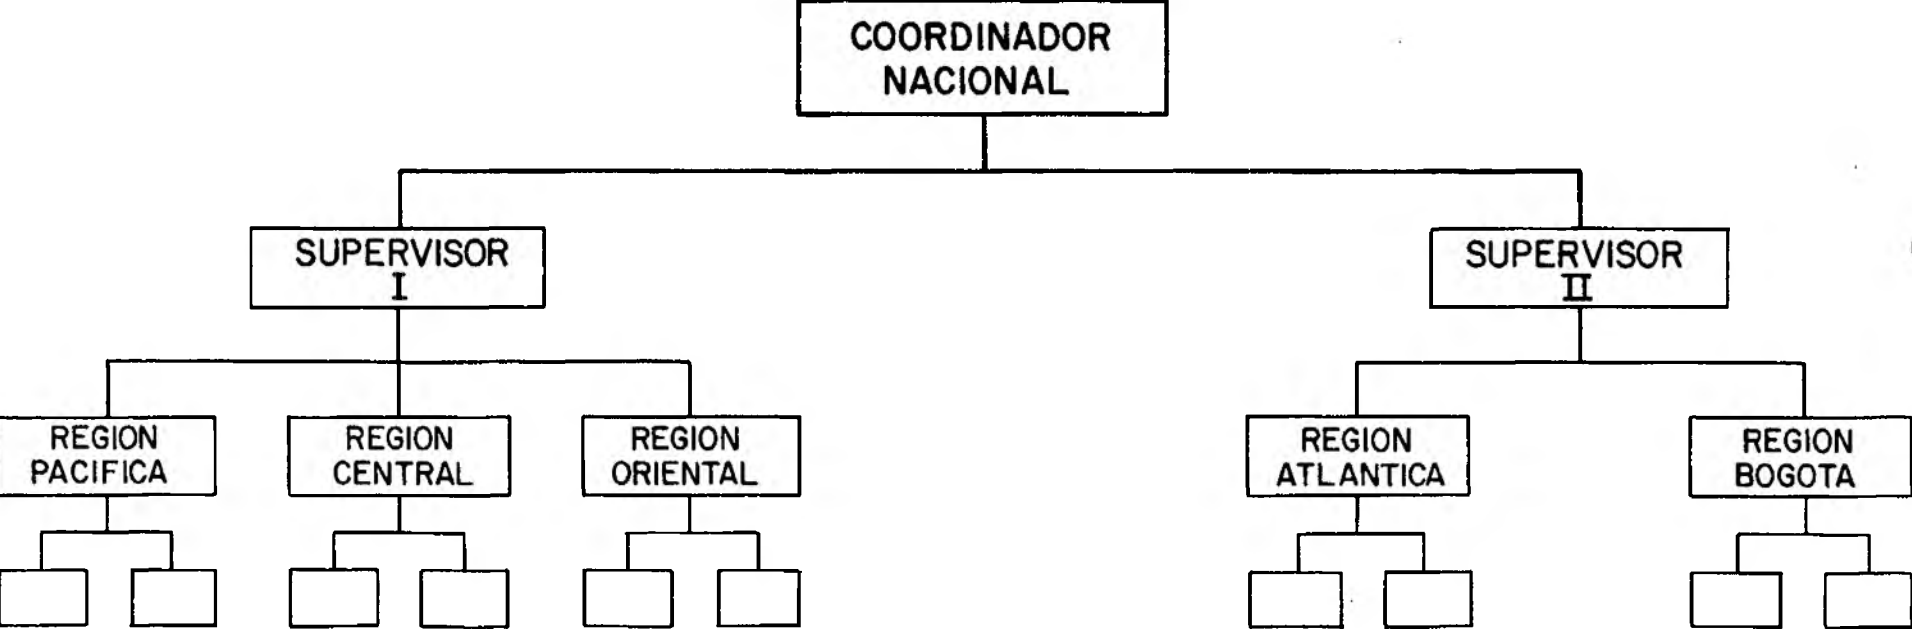 COORDINADOR
NACIONAL
SUPERVISOR
I
SUPERVISOR
II
REGION
PACIFICA
REGION
CENTRAL
REGION
ORIENTAL
REGION
ATLANTICA
REGION
BOGOTA